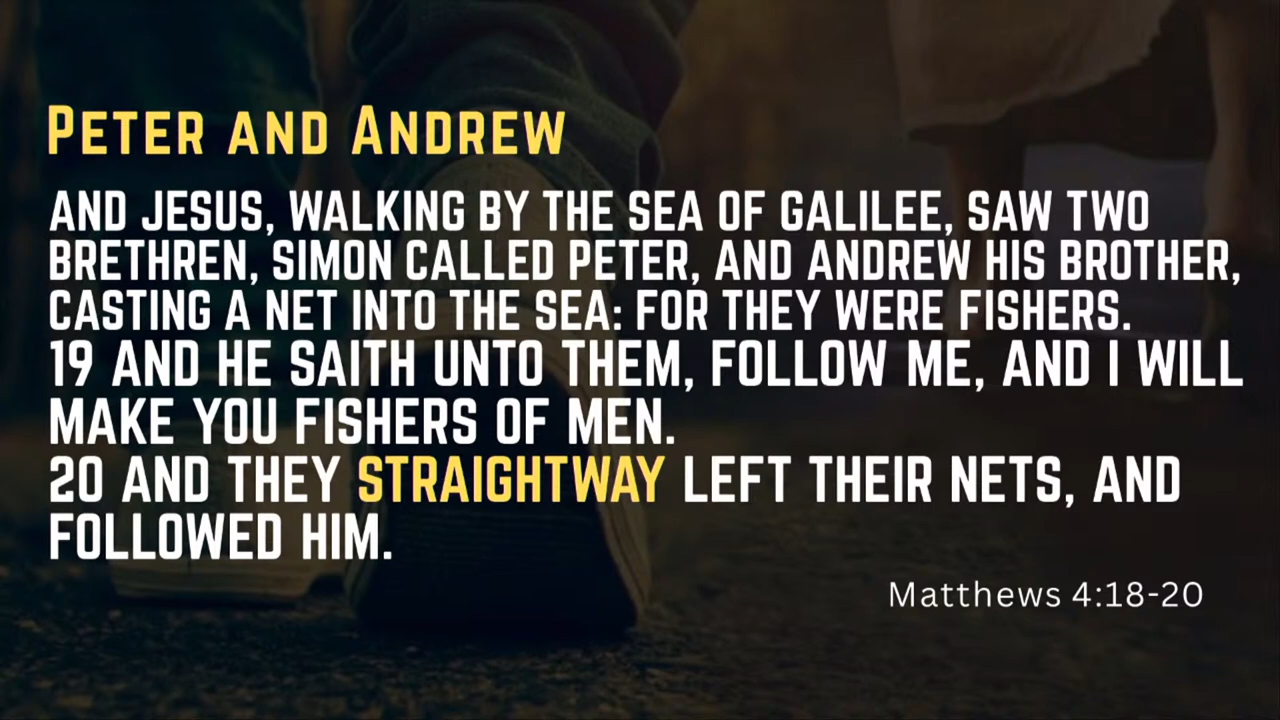 PETER AND ANDREW
AND JESUS, WALKING BY THE SEA OF GALILEE, SAW TWO
BRETHREN, SIMON CALLED PETER, AND ANDREW HIS BROTHER,
CASTING A NET INTO THE SEA: FOR THEY WERE FISHERS.
19 AND HE SAITH UNTO THEM, FOLLOW ME, AND I WILL
MAKE YOU FISHERS OF MEN.
20 AND THEY STRAIGHTWAY LEFT THEIR NETS, AND
FOLLOWED HIM.
Matthews 4:18-20